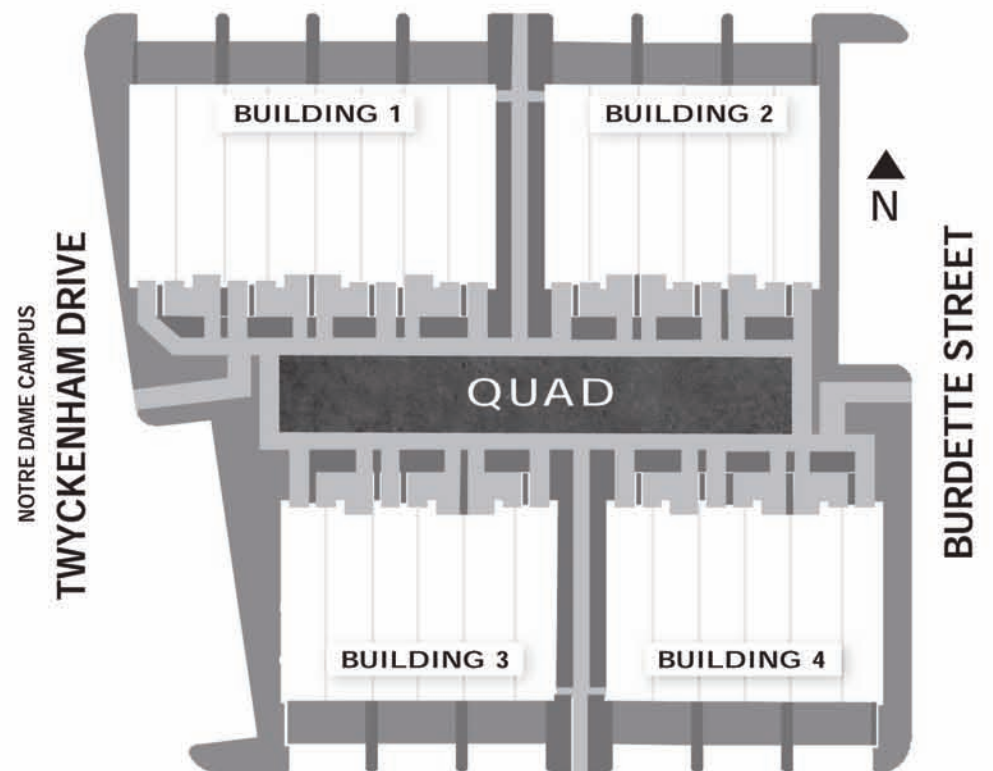 BUILDING 1
BUILDING 2
N
NOTRE DAME CAMPUS
TWYCKENHAM DRIVE
QUAD
BURDETTE STREET
BUILDING 3
BUILDING 4